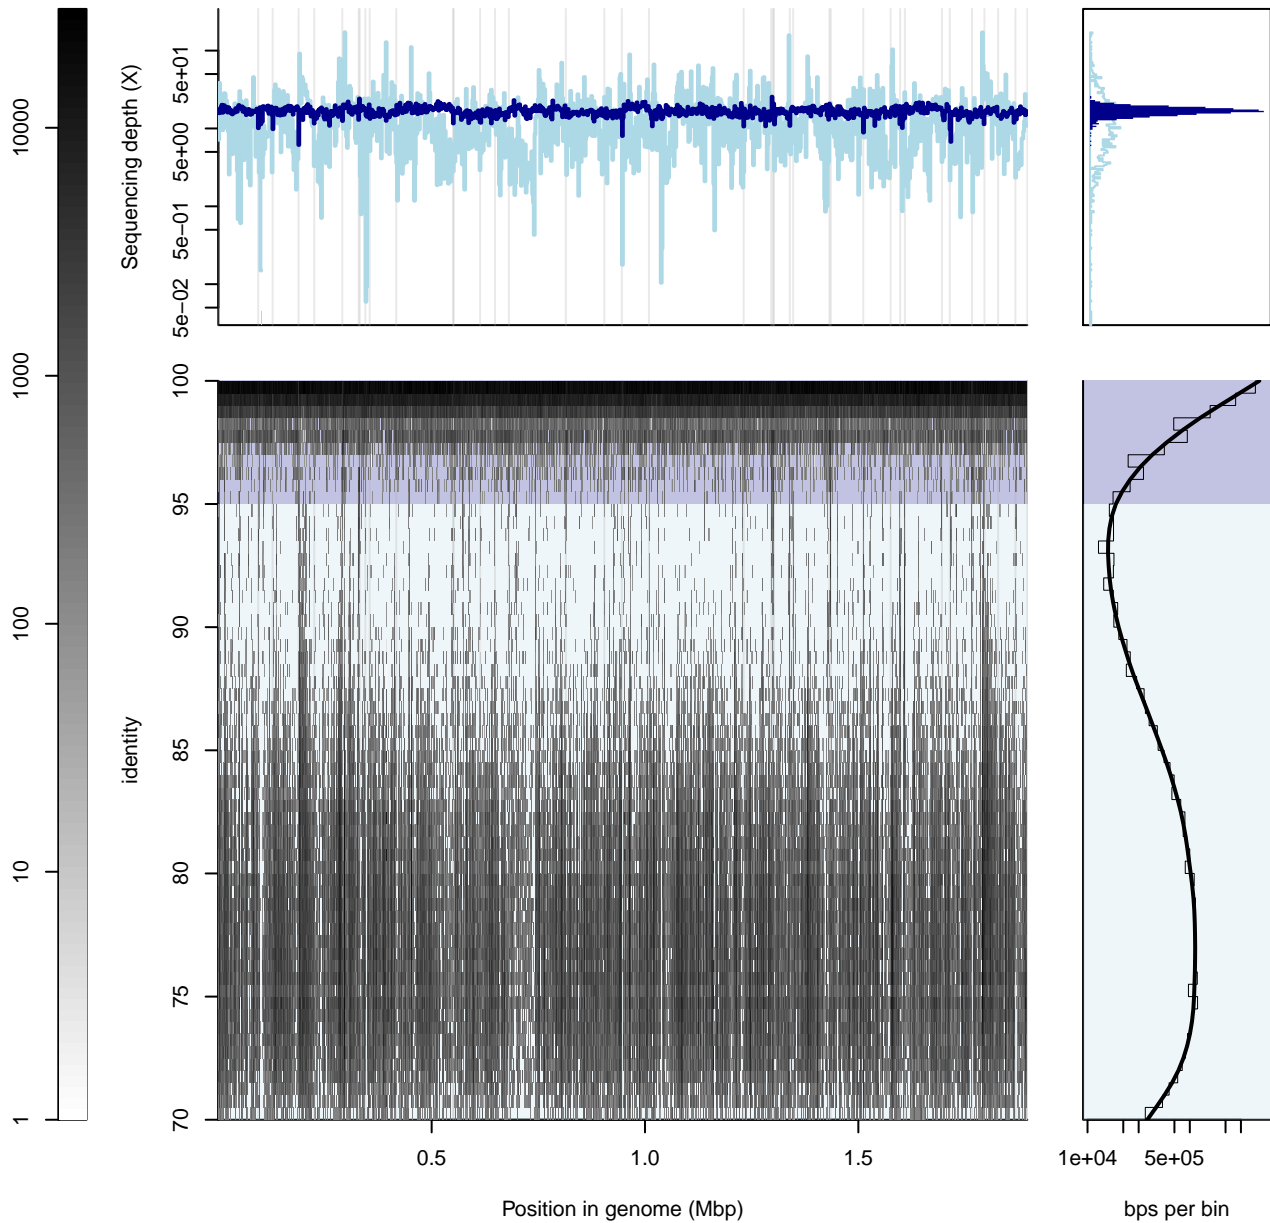 10000
1000
100
10
1
Sequencing depth (X)
5e+01
5e+00
5e-01
5e-02
identity
100
95
90
85
80
75
70
0.5
1.0
1.5
Position in genome (Mbp)
1e+04
5e+05
bps per bin